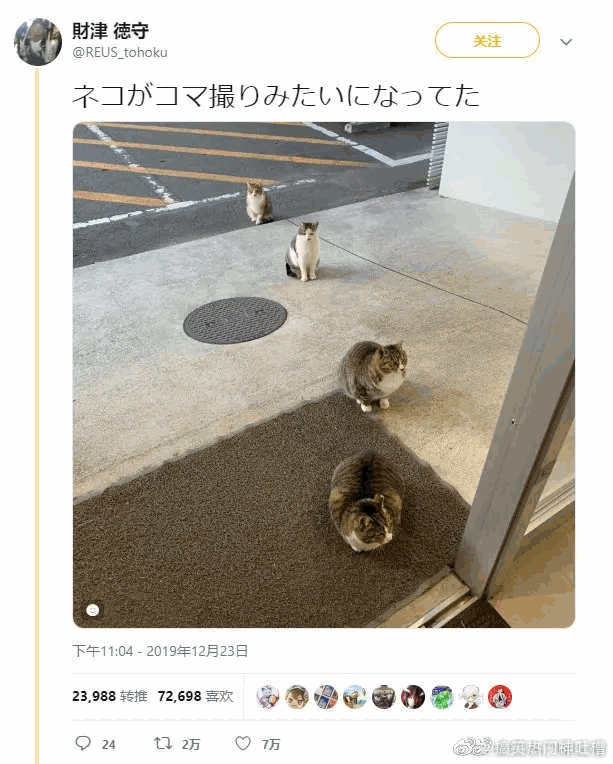 財津 徳守
@REUS_tohoku
关注
ネコがコマ撮りみたいになってた
下午11:04 - 2019年12月23日
23,988 转推 72,698 喜欢
24 2万 7万